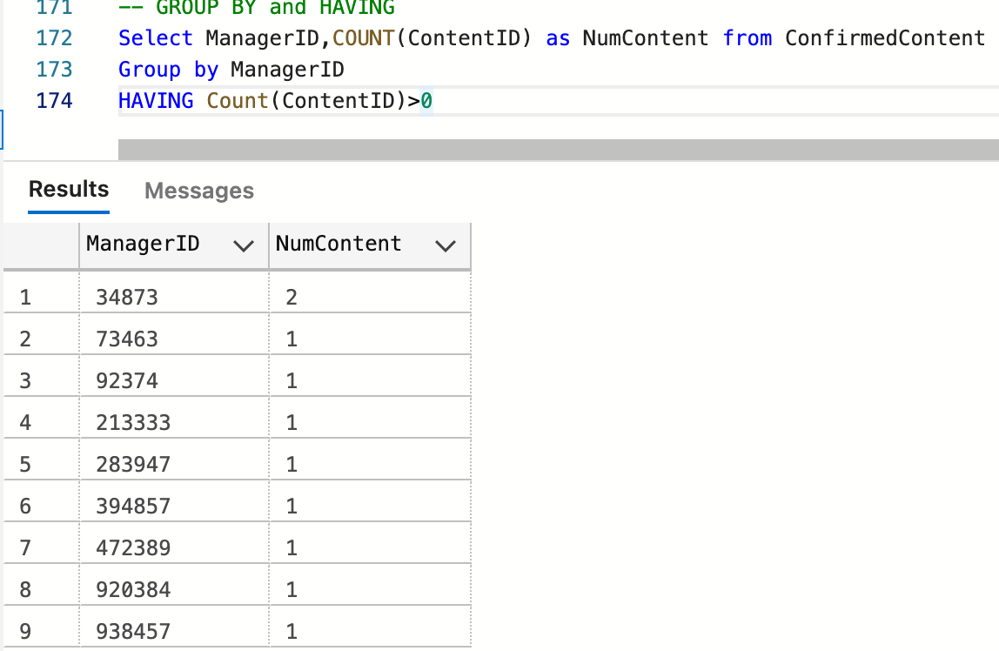 171 -- GROUP BY and HAVING
172 Select ManagerID,COUNT(ContentID) as NumContent from ConfirmedContent
173 Group by ManagerID
174 HAVING Count(ContentID)>0
Results Messages
ManagerID NumContent
1 34873 2
2 73463 1
3 92374 1
4 213333 1
5 283947 1
6 394857 1
7 472389 1
8 920384 1
9 938457 1